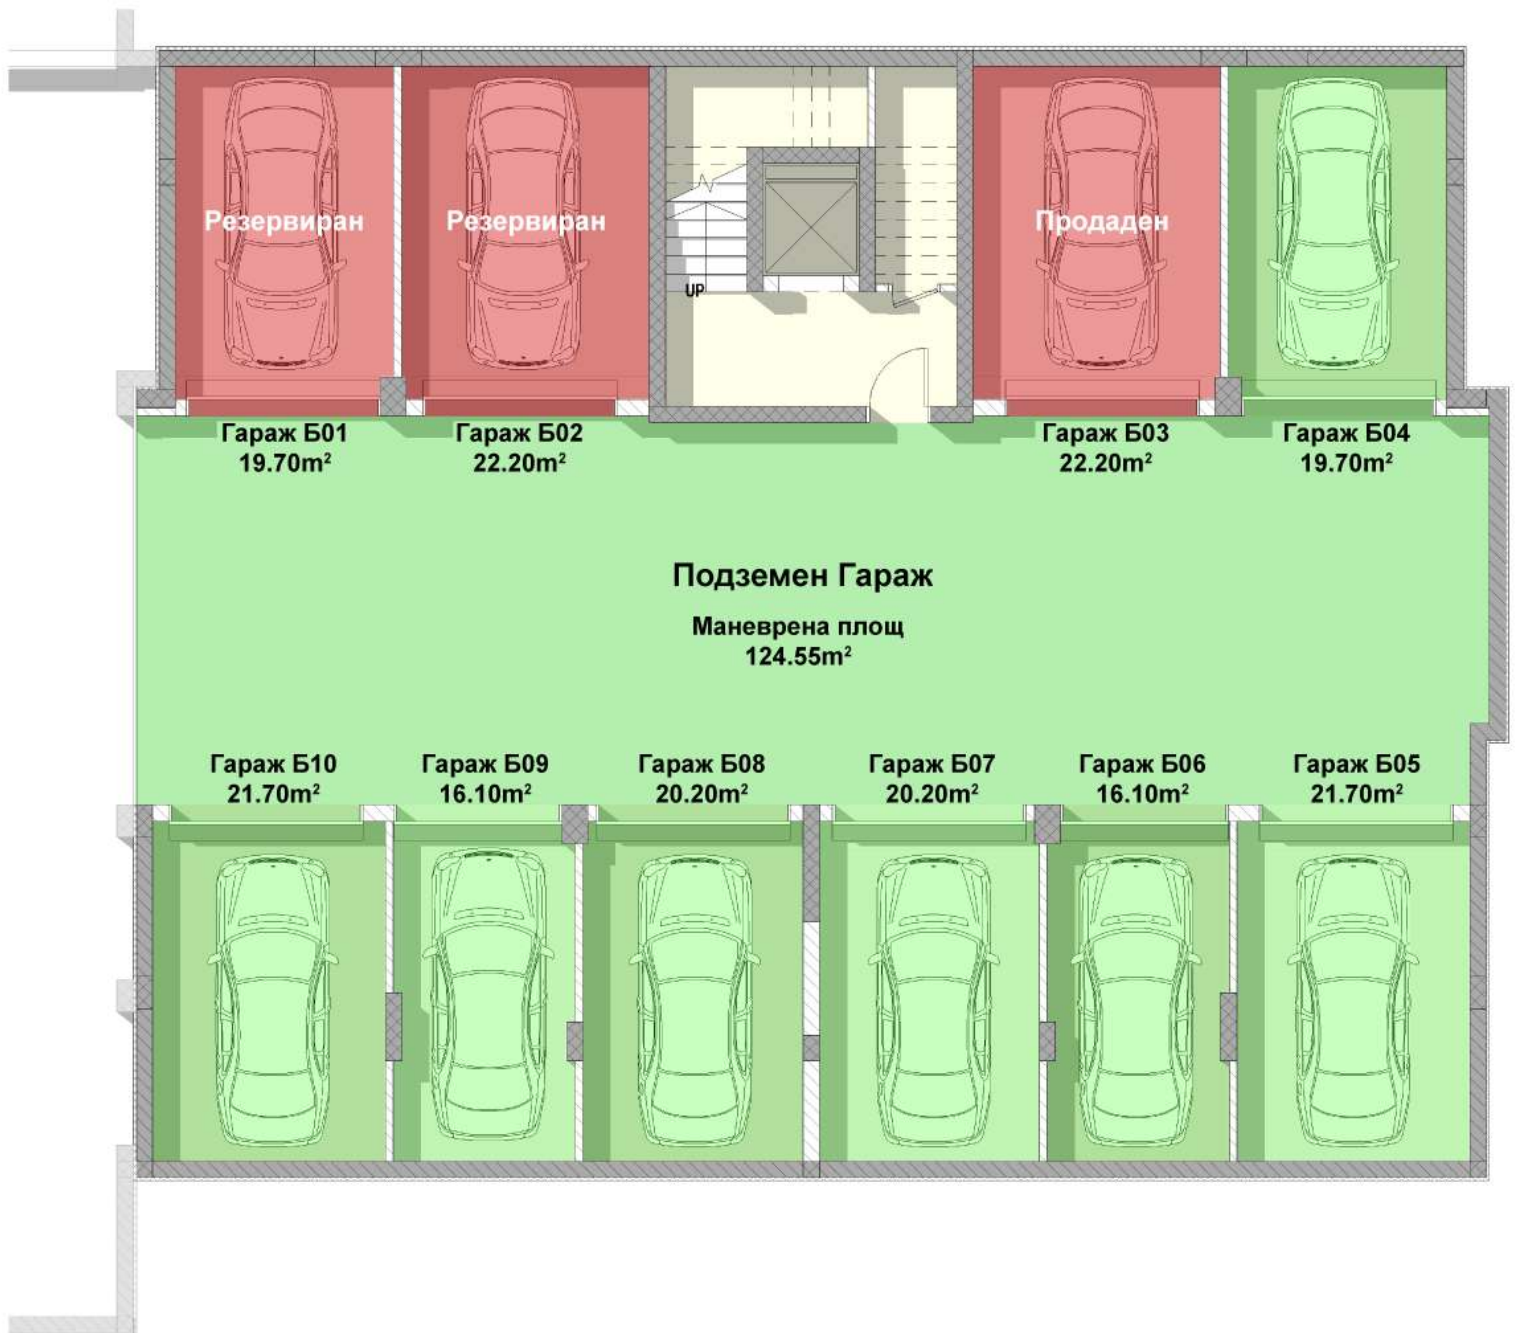 Резервиран
Резервиран
Продаден
UP
Гараж Б01
19.70m²
Гараж Б02
22.20m²
Гараж Б03
22.20m²
Гараж Б04
19.70m²
Подземен Гараж
Маневрена площ
124.55m²
Гараж Б10
21.70m²
Гараж Б09
16.10m²
Гараж Б08
20.20m²
Гараж Б07
20.20m²
Гараж Б06
16.10m²
Гараж Б05
21.70m²